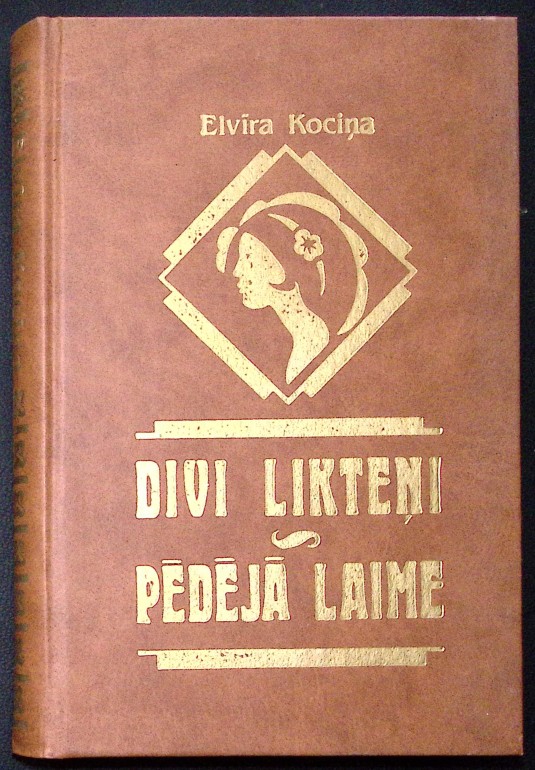 Elvīra Kociņa
DIVI LIKTEŅI
PĒDĒJĀ LAIME